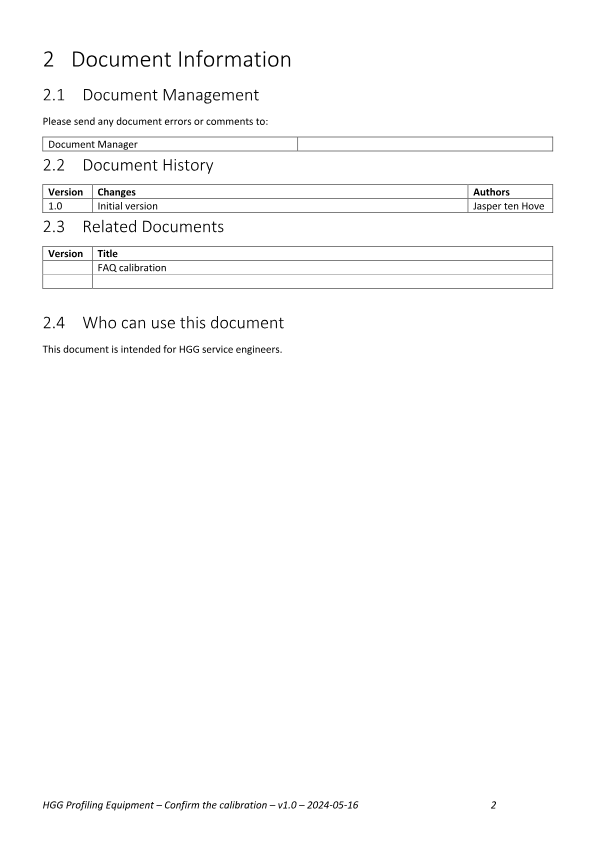 2 Document Information
2.1 Document Management
Please send any document errors or comments to:
Document Manager
2.2 Document History
Version Changes Authors
1.0 Initial version Jasper ten Hove
2.3 Related Documents
Version Title
FAQ calibration
2.4 Who can use this document
This document is intended for HGG service engineers.
HGG Profiling Equipment – Confirm the calibration – v1.0 – 2024-05-16 2